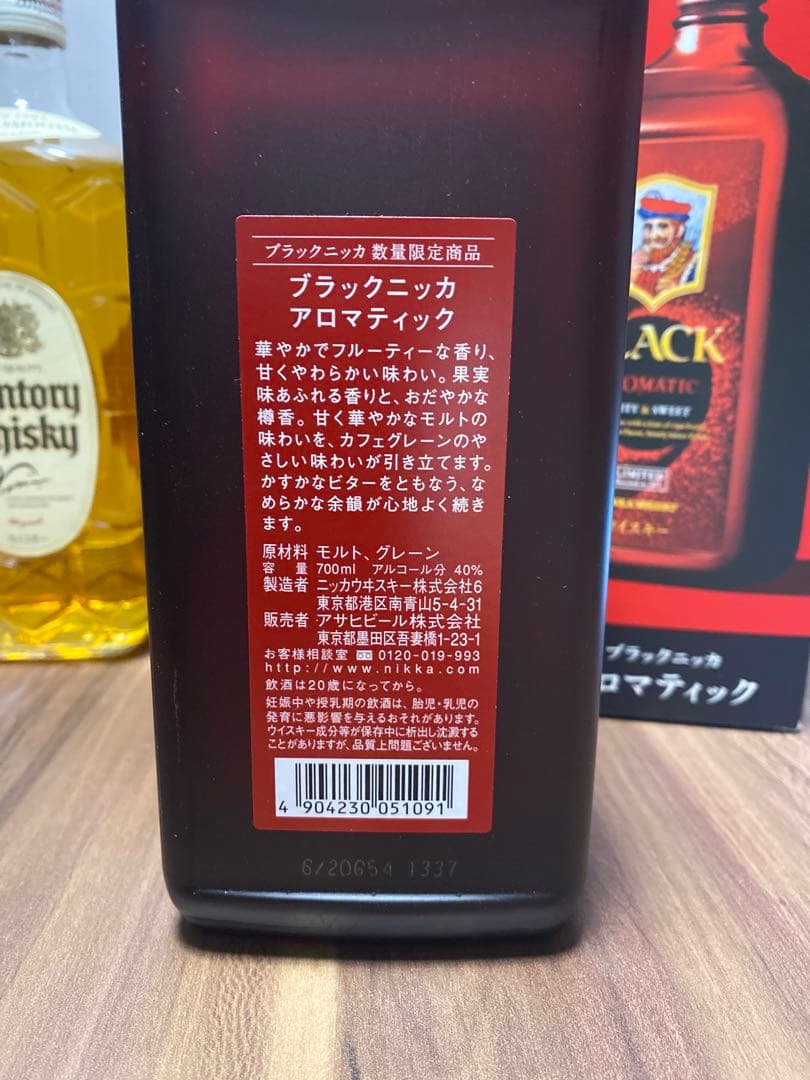 ブラックニッカ 数量限定商品
ブラックニッカ
アロマティック
華やかでフルーティーな香り、
甘くやわらかい味わい。果実
味あふれる香りと、おだやかな
樽香。甘く華やかなモルトの
味わいを、カフェグレーンのや
さしい味わいが引き立てます。
かすかなビターをともなう、な
めらかな余韻が心地よく続き
ます。
原材料 モルト、グレーン
容 量 700ml アルコール分 40%
製造者 ニッカウヰスキー株式会社6
東京都港区南青山5-4-31
販売者 アサヒビール株式会社
東京都墨田区吾妻橋1-23-1
お客様相談室 0120-019-993
http://www.nikka.com
飲酒は20歳になってから。
妊娠中や授乳期の飲酒は、胎児・乳児の
発育に悪影響を与えるおそれがあります。
ウイスキー成分等が保存中に析出し沈澱する
ことがありますが、品質上問題ございません。
4 904230 051091
6/20G54 1337
untory
hisky
LACK
OMATIC
& SWEET
LIMITED
イスキー
ブラックニッカ
ロマティック